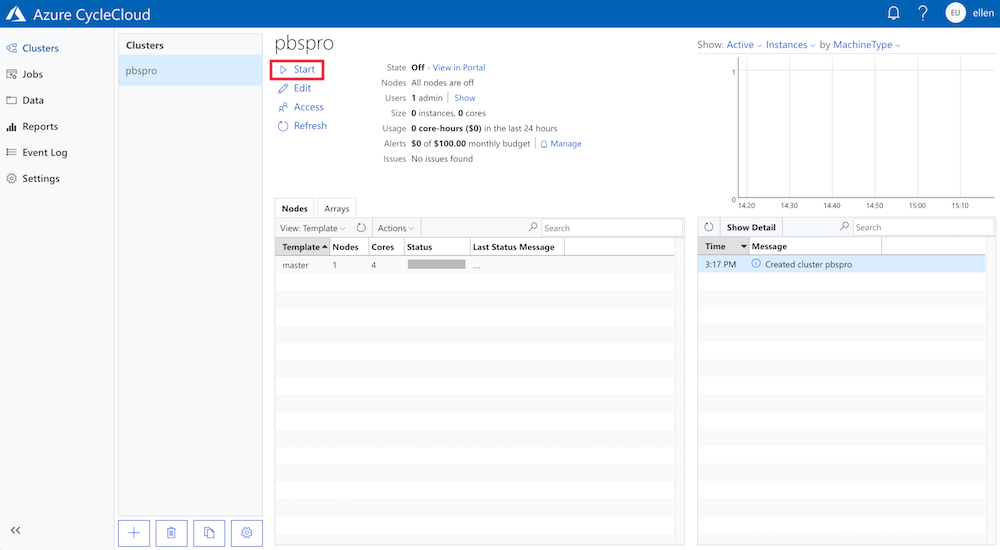 Azure CycleCloud
EU ellen
Clusters
Jobs
Data
Reports
Event Log
Settings
Clusters
pbspro
pbspro
Start
Edit
Access
Refresh
State Off - View in Portal
Nodes All nodes are off
Users 1 admin Show
Size 0 instances, 0 cores
Usage 0 core-hours ($0) in the last 24 hours
Alerts $0 of $100.00 monthly budget Manage
Issues No issues found
Show: Active Instances by MachineType
1
0
14:20 14:30 14:40 14:50 15:00 15:10
Nodes Arrays
View: Template Actions Search
Template Nodes Cores Status Last Status Message
master 1 4 ....
Show Detail Search
Time Message
3:17 PM Created cluster pbspro